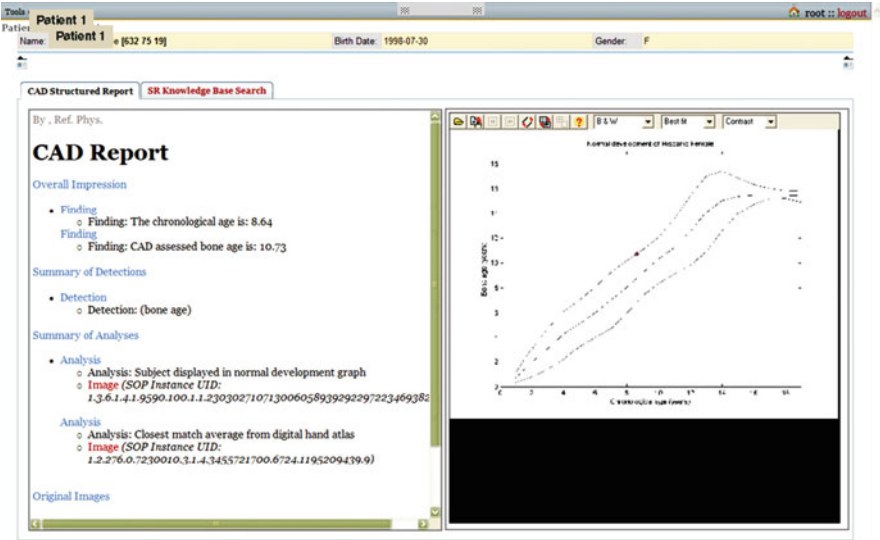 Tools
root :: logout
Patient 1
Patie
Name: Patient 1 e [632 75 19] Birth Date: 1998-07-30 Gender: F
CAD Structured Report SR Knowledge Base Search
By , Ref. Phys.
CAD Report
Overall Impression
• Finding
o Finding: The chronological age is: 8.64
Finding
o Finding: CAD assessed bone age is: 10.73
Summary of Detections
• Detection
o Detection: (bone age)
Summary of Analyses
• Analysis
o Analysis: Subject displayed in normal development graph
o Image (SOP Instance UID:
1.3.6.1.4.1.9590.100.1.1.230302710713006058939292297223469382
Analysis
o Analysis: Closest match average from digital hand atlas
o Image (SOP Instance UID:
1.2.276.0.7230010.3.1.4.3455721700.6724.1195209439.9)
Original Images
B & W Best fit Contrast
Normal development of Hispanic Female
Bone age (years)
Chronological age (years)